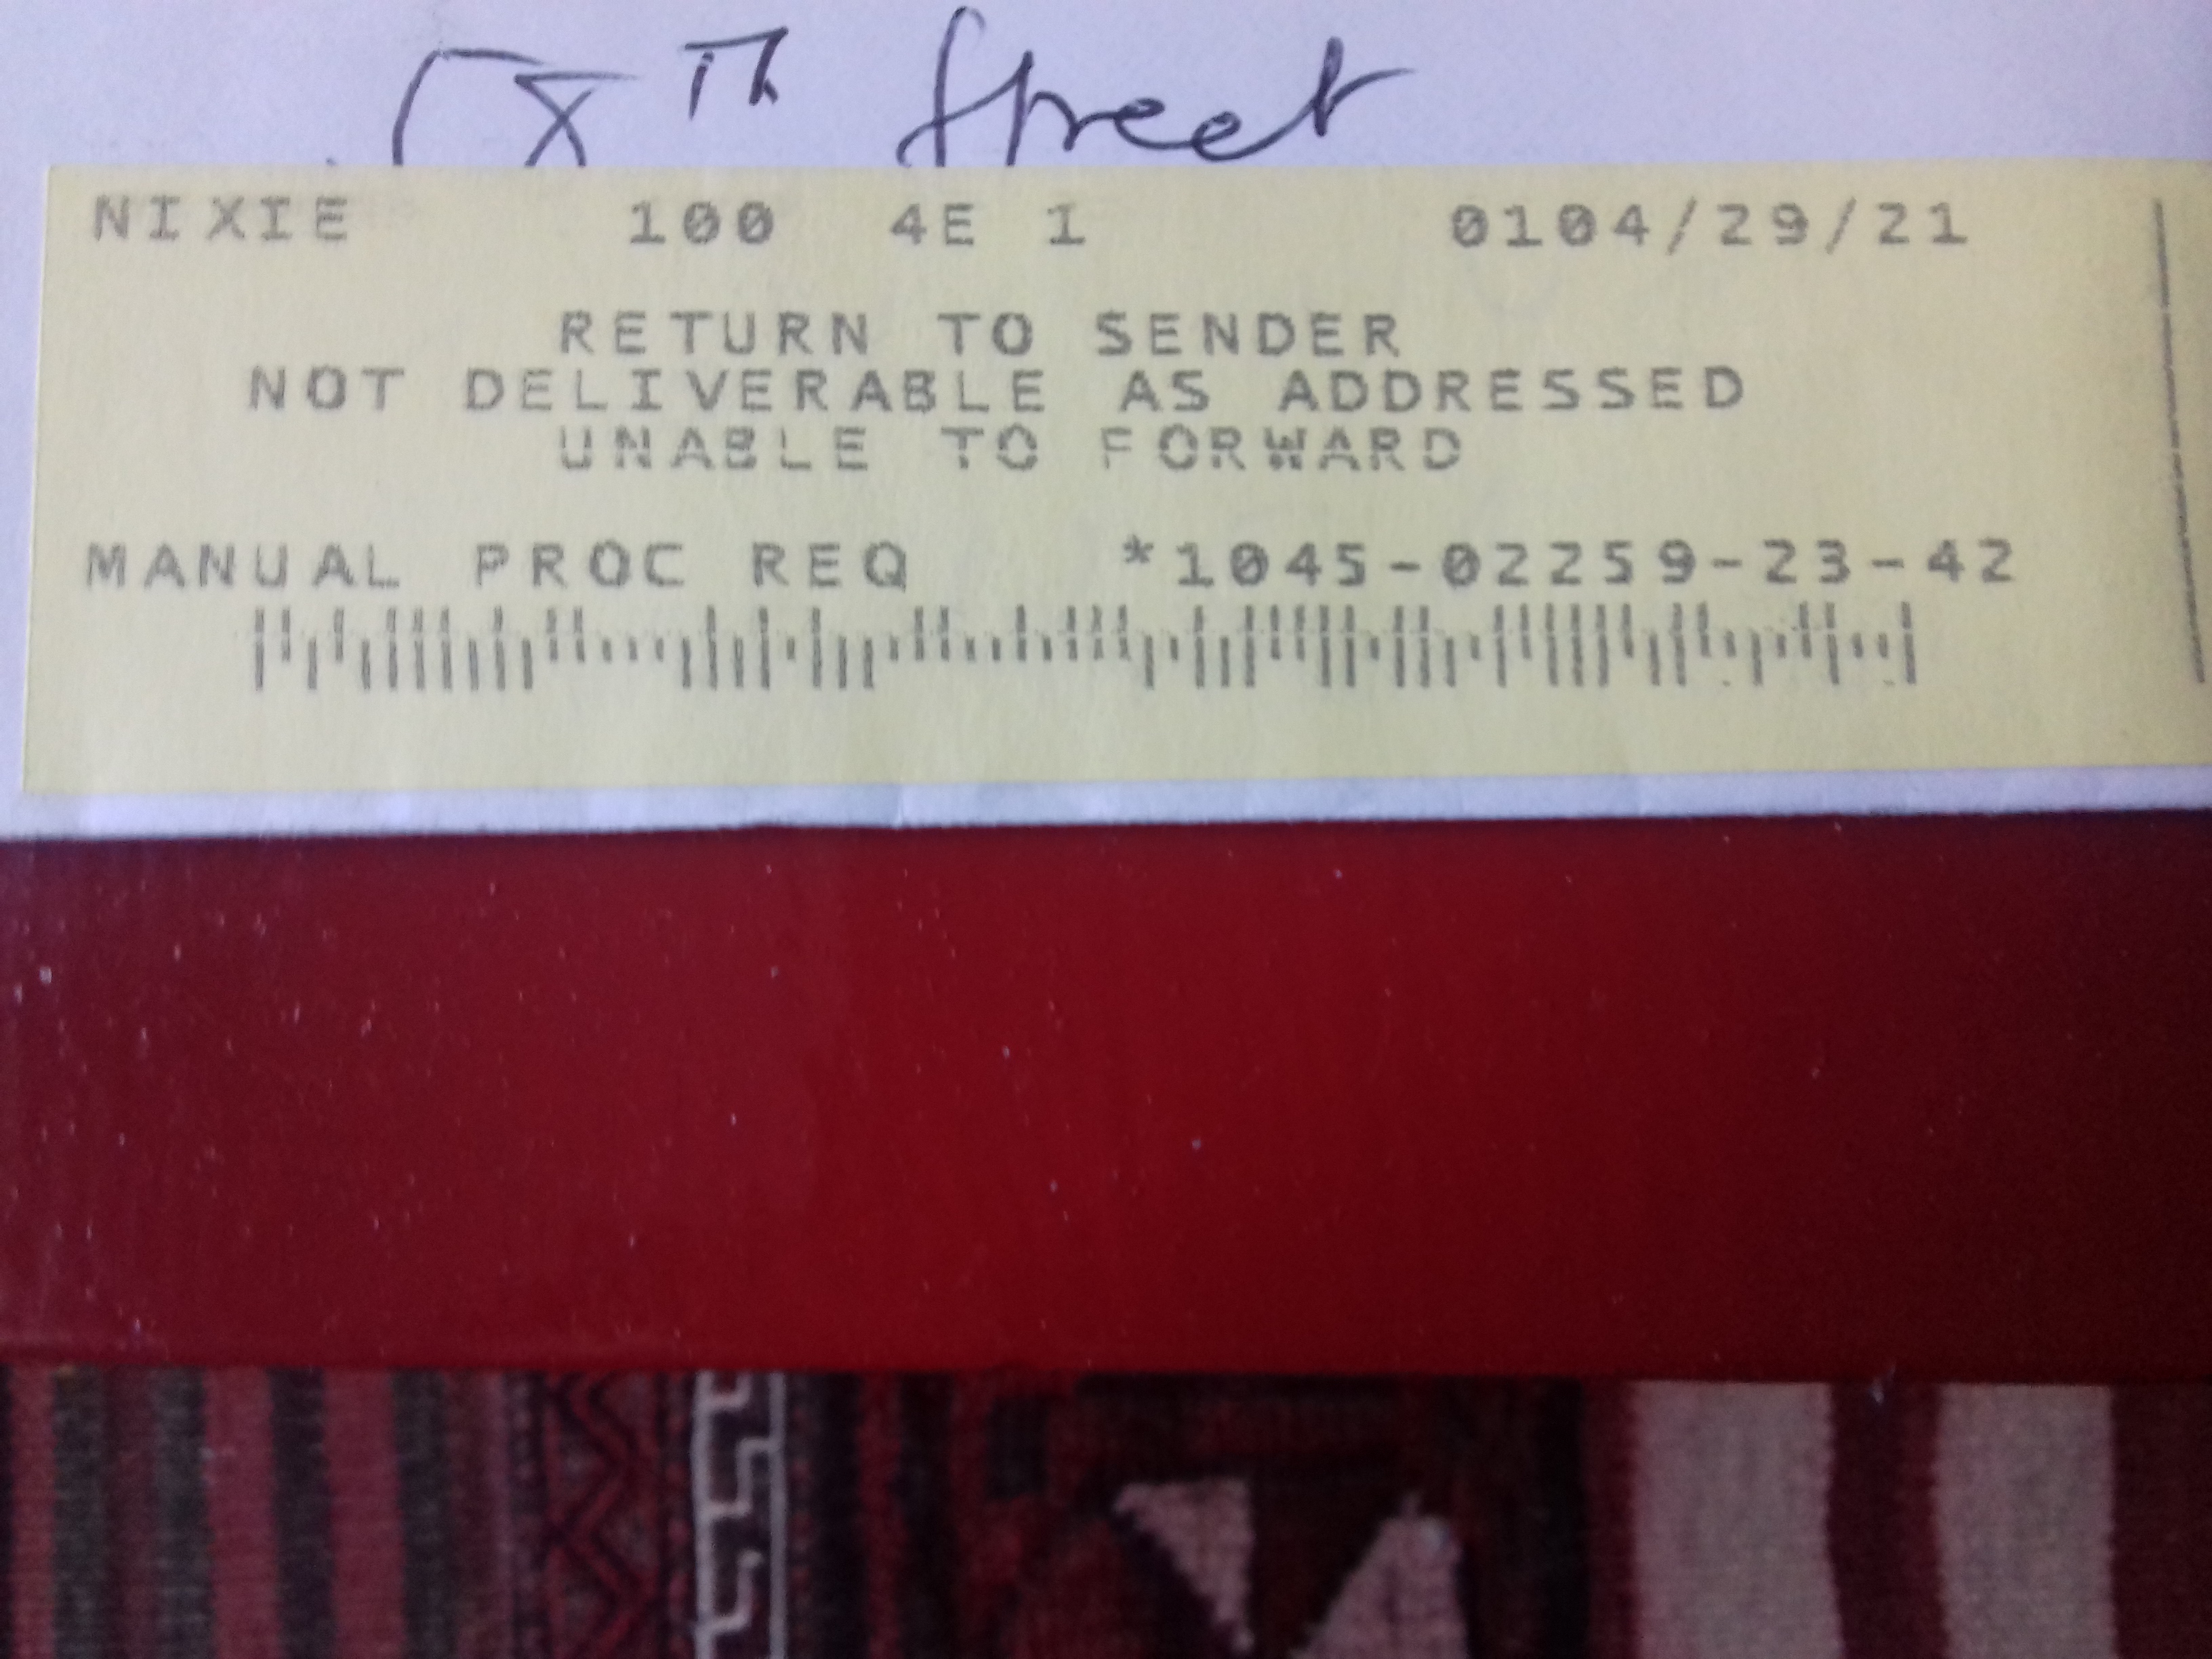 Th Street
NIXIE 100 4E 1 0104/29/21
RETURN TO SENDER
NOT DELIVERABLE AS ADDRESSED
UNABLE TO FORWARD
MANUAL PROC REQ *1045-02259-23-42